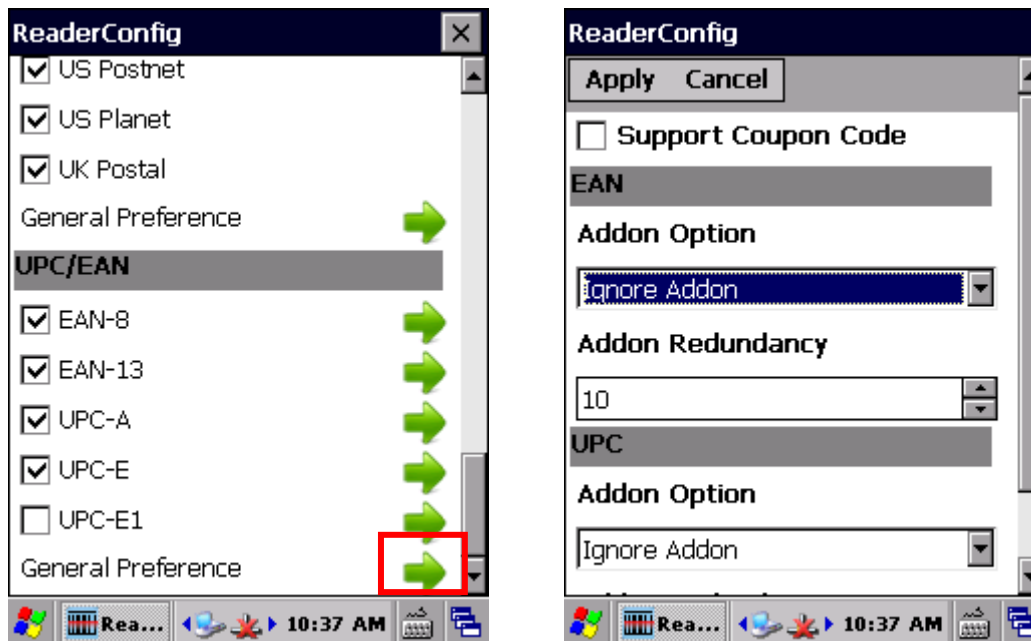 ReaderConfig
US Postnet
US Planet
UK Postal
General Preference
UPC/EAN
EAN-8
EAN-13
UPC-A
UPC-E
UPC-E1
General Preference
Rea... 10:37 AM
ReaderConfig
Apply Cancel
Support Coupon Code
EAN
Addon Option
Ignore Addon
Addon Redundancy
10
UPC
Addon Option
Ignore Addon
Rea... 10:37 AM